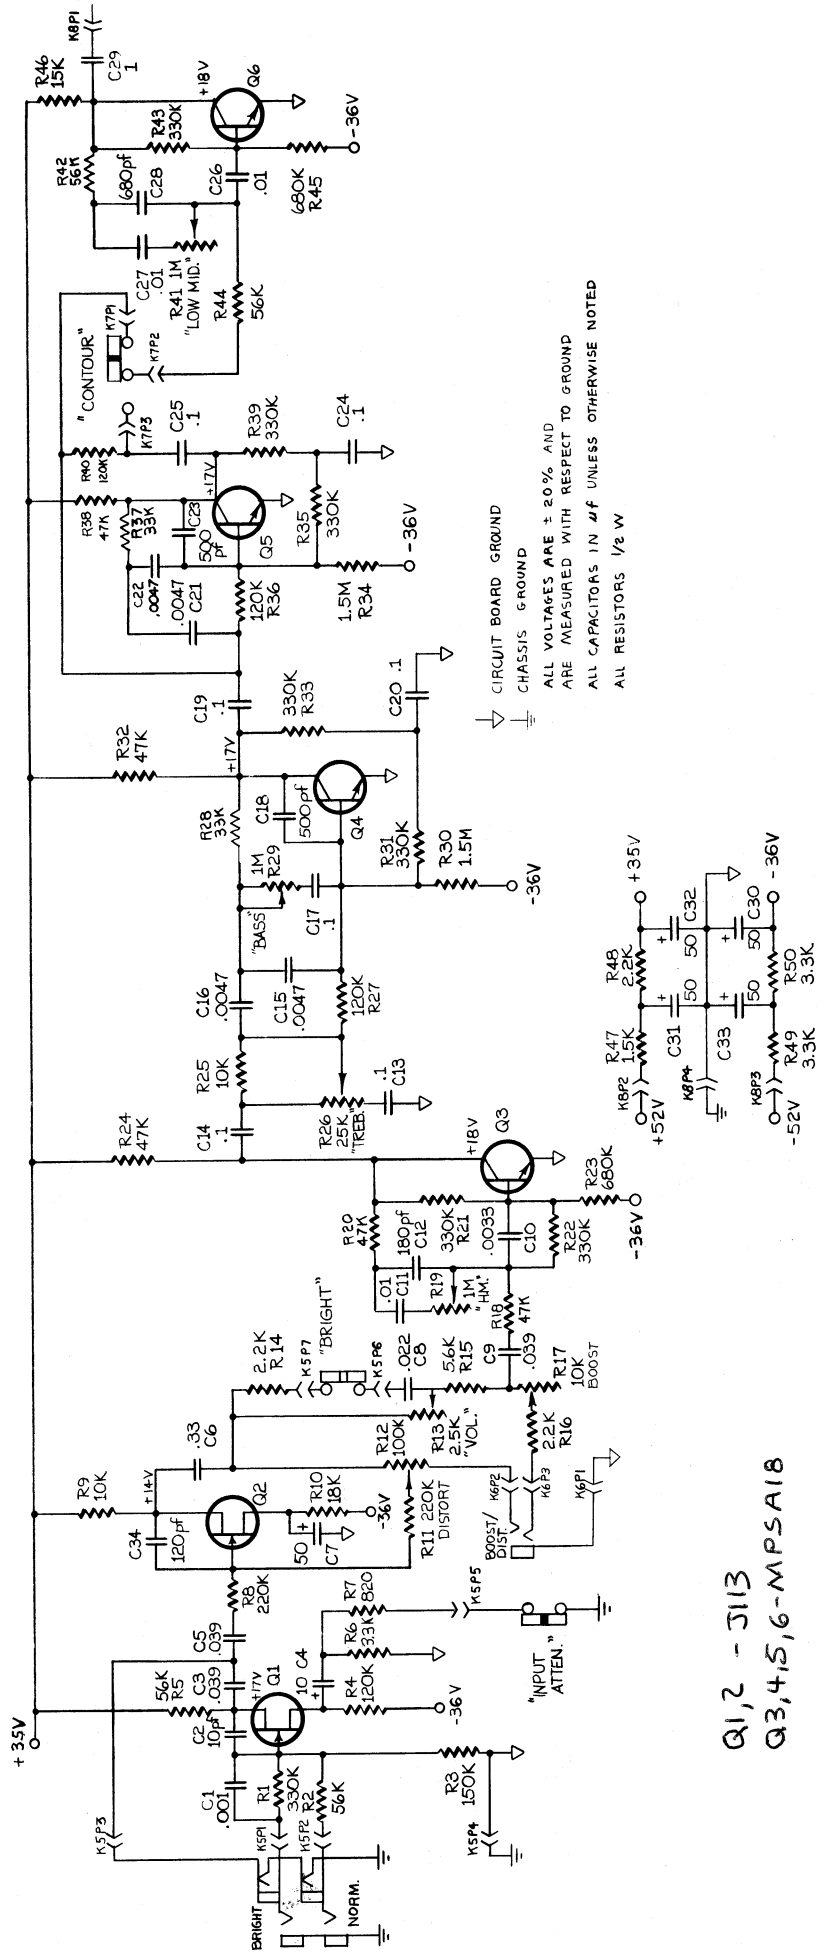 +35V
K5P3
BRIGHT
NORM.
K5P1
K5P2
C1
.001
R1
330K
R2
56K
R3
150K
K5P4
56K
R5
C2
10pf
C3
.039
+17V
Q1
C5
.039
R8
220K
10 C4
R4
120K
-36V
R6
3.3K
R7
820
K5P5
"INPUT
ATTEN."
R9
10K
+14V
C34
120pf
Q2
50
C7
R10
18K
-36V
.33
C6
R12
100K
R11 220K
DISTORT
BOOST/
DIST.
K6P2
K6P3
K6P1
2.2K
R14
K5P7
"BRIGHT"
K5P6
.022
C8
R13
2.5K
"VOL."
5.6K
R15
C9
.039
R17
10K
BOOST
2.2K
R16
R18
47K
.01
C11
R19
1M
"HM."
R20
47K
180pf
C12
330K
R21
.0033
C10
R22
330K
R23
680K
-36V
+18V
Q3
R24
47K
C14
.1
R25
10K
R26
25K
"TREB."
.1
C13
C16
.0047
C15
.0047
120K
R27
"BASS"
1M
R29
C17
.1
R28
33K
R32
47K
+17V
C18
500pf
Q4
R31
330K
R30
1.5M
-36V
330K
R33
C20 .1
C19
.1
C22
.0047
.0047
C21
120K
R36
R38
47K
R37
33K
C23
500
pf
+17V
Q5
1.5M
R34
-36V
R35
330K
R39
330K
C24
.1
R40
120K
C25
.1
K7P3
"CONTOUR"
K7P1
K7P2
R44
56K
C27
.01
R41 1M
"LOW MID."
R42
56K
680pf
C28
C26
.01
R43
330K
680K
R45
-36V
R46
15K
+18V
Q6
C29
1
K8P1
CIRCUIT BOARD GROUND
CHASSIS GROUND
ALL VOLTAGES ARE ± 20% AND
ARE MEASURED WITH RESPECT TO GROUND
ALL CAPACITORS IN uf UNLESS OTHERWISE NOTED
ALL RESISTORS 1/2 W
+52V
K8P2
R47
1.5K
R48
2.2K
+35V
C31
50
C32
50
K8P4
C33
50
C30
50
-52V
K8P3
R49
3.3K
R50
3.3K
-36V
Q1,2 - J113
Q3,4,5,6-MPSA18